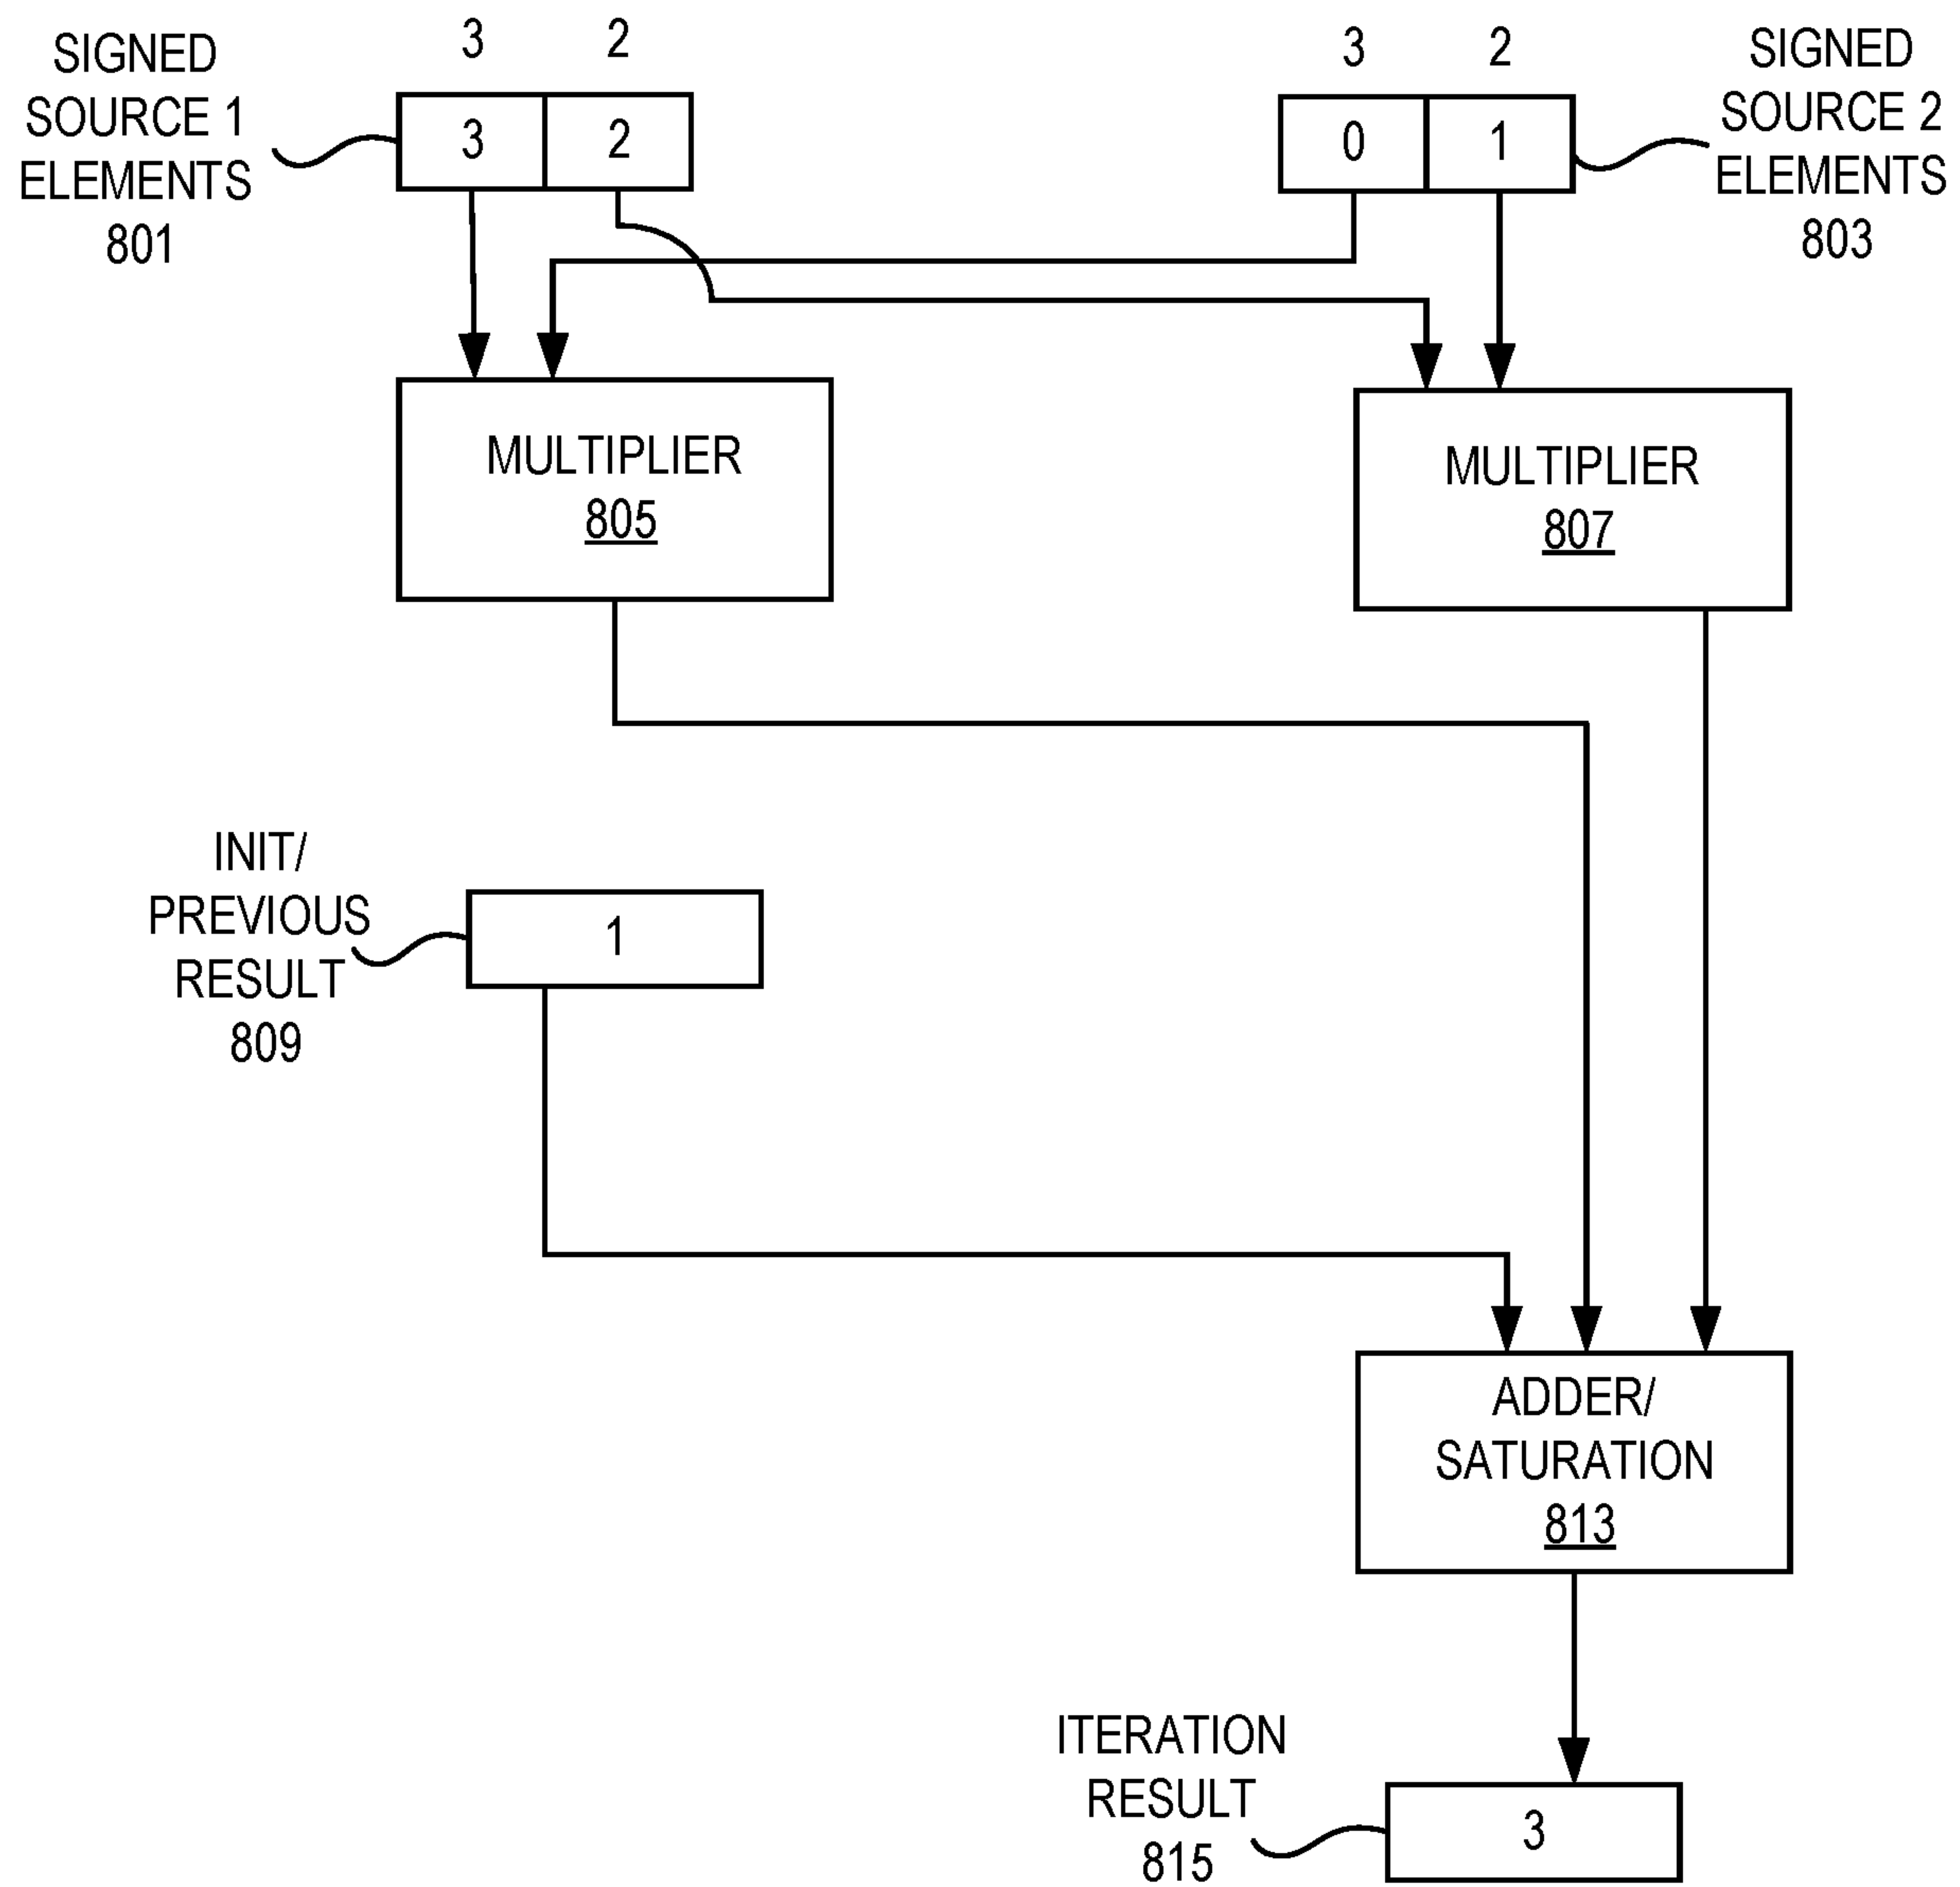 SIGNED
SOURCE 1
ELEMENTS
801
3 2
3 2
3 2
0 1
SIGNED
SOURCE 2
ELEMENTS
803
MULTIPLIER
805
MULTIPLIER
807
INIT/
PREVIOUS
RESULT
809
1
ADDER/
SATURATION
813
ITERATION
RESULT
815
3